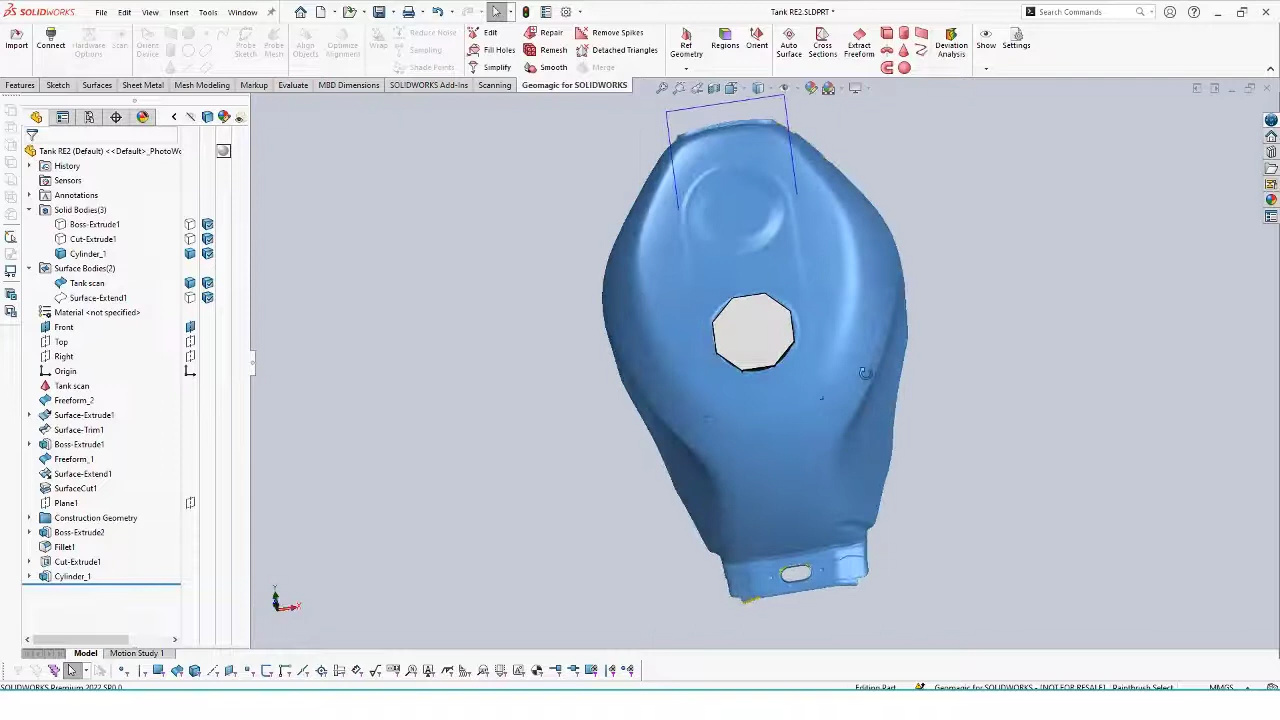 SOLIDWORKS File Edit View Insert Tools Window Tank RE2.SLDPRT * Search Commands
Import Connect Hardware Options Scan Orient Device Probe Sketch Probe Mesh Align Objects Optimize Alignment Wrap Reduce Noise Sampling Shade Points Edit Fill Holes Simplify Repair Remesh Smooth Remove Spikes Detached Triangles Merge Ref Geometry Regions Orient Auto Surface Cross Sections Extract Freeform Deviation Analysis Show Settings
Features Sketch Surfaces Sheet Metal Mesh Modeling Markup Evaluate MBD Dimensions SOLIDWORKS Add-Ins Scanning Geomagic for SOLIDWORKS
Tank RE2 (Default) <<Default>_PhotoWo
History
Sensors
Annotations
Solid Bodies(3)
Boss-Extrude1
Cut-Extrude1
Cylinder_1
Surface Bodies(2)
Tank scan
Surface-Extend1
Material <not specified>
Front
Top
Right
Origin
Tank scan
Freeform_2
Surface-Extrude1
Surface-Trim1
Boss-Extrude1
Freeform_1
Surface-Extend1
SurfaceCut1
Plane1
Construction Geometry
Boss-Extrude2
Fillet1
Cut-Extrude1
Cylinder_1
Y
X
Model Motion Study 1
SOLIDWORKS Premium 2022 SP0.0 Editing Part Geomagic for SOLIDWORKS - [NOT FOR RESALE] Paintbrush Select MMGS